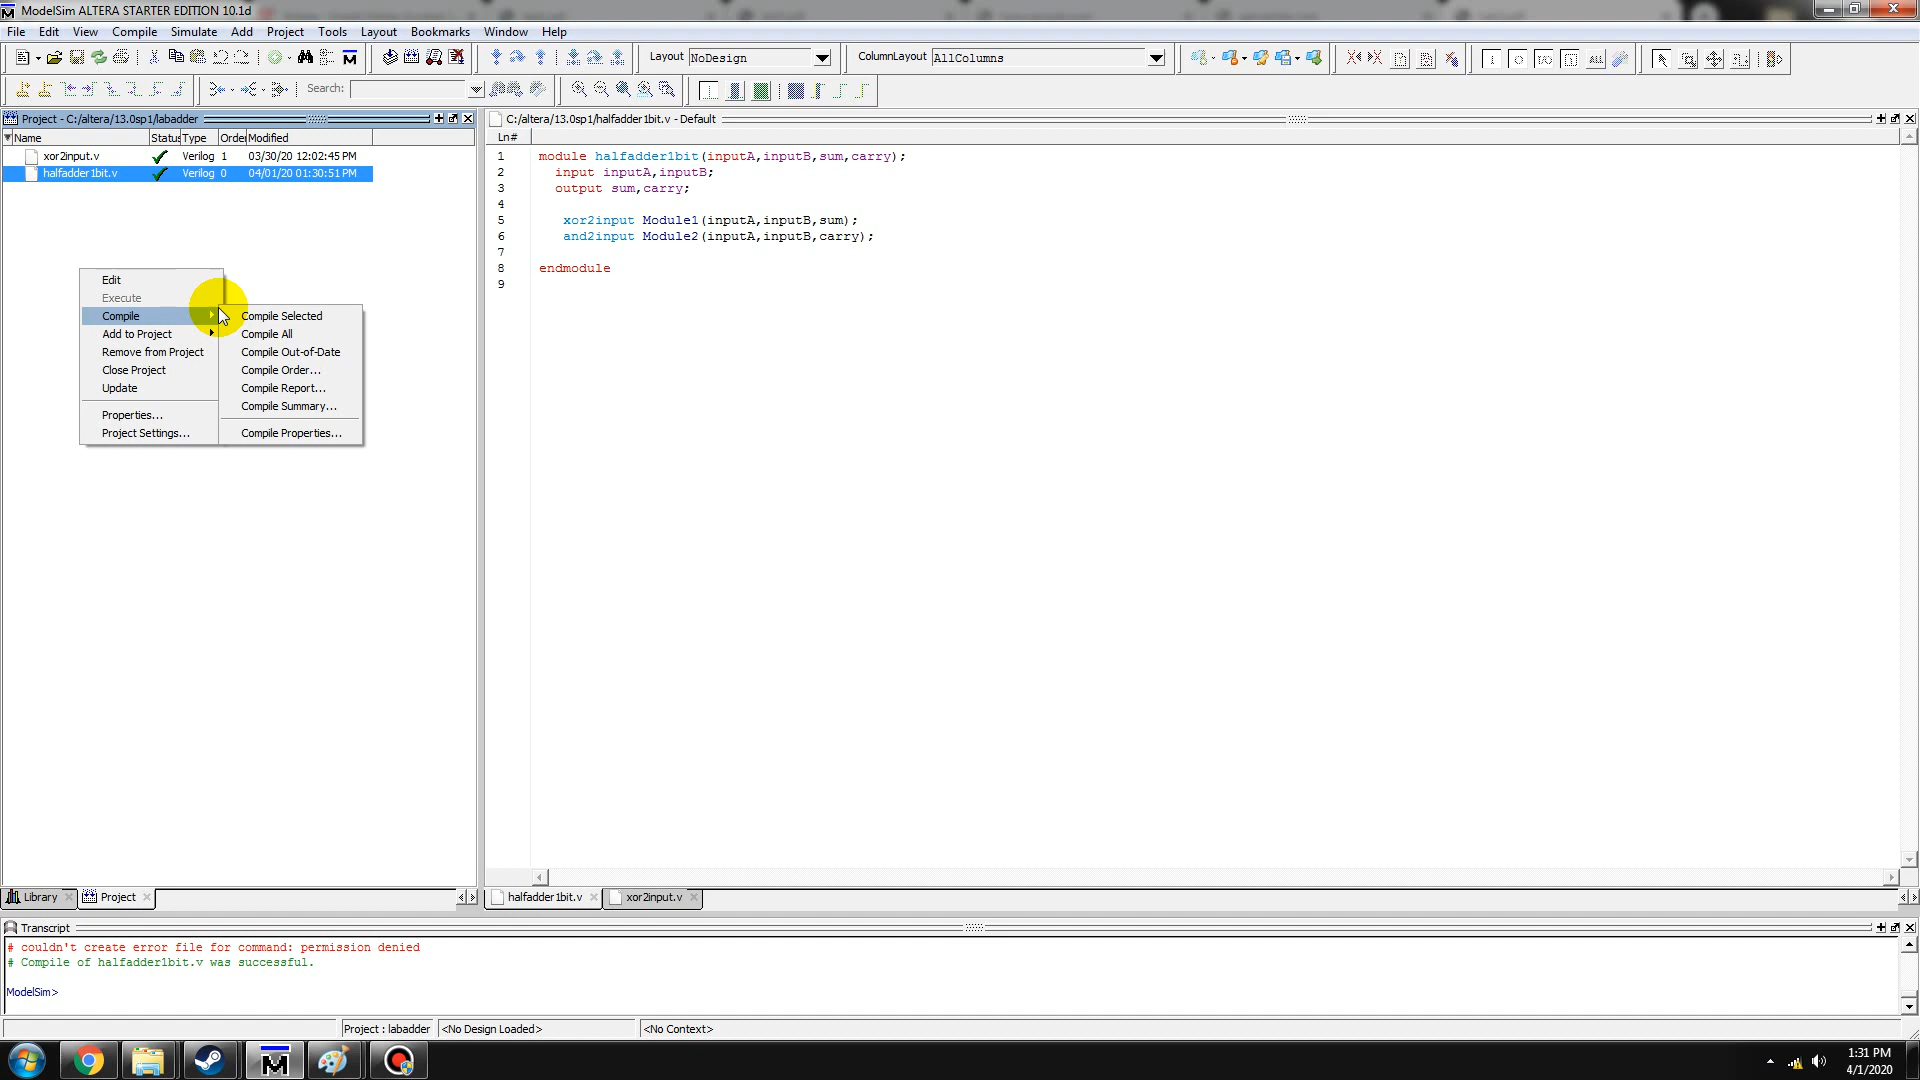 ModelSim ALTERA STARTER EDITION 10.1d
File Edit View Compile Simulate Add Project Tools Layout Bookmarks Window Help
Layout NoDesign ColumnLayout AllColumns
Search:
Project - C:/altera/13.0sp1/labadder
Name Status Type Order Modified
xor2input.v Verilog 1 03/30/20 12:02:45 PM
halfadder1bit.v Verilog 0 04/01/20 01:30:51 PM
Edit
Execute
Compile
Add to Project
Remove from Project
Close Project
Update
Properties...
Project Settings...
Compile Selected
Compile All
Compile Out-of-Date
Compile Order...
Compile Report...
Compile Summary...
Compile Properties...
C:/altera/13.0sp1/halfadder1bit.v - Default
Ln#
1 module halfadder1bit(inputA,inputB,sum,carry);
2 input inputA,inputB;
3 output sum,carry;
4
5 xor2input Module1(inputA,inputB,sum);
6 and2input Module2(inputA,inputB,carry);
7
8 endmodule
9
Library Project
halfadder1bit.v xor2input.v
Transcript
# couldn't create error file for command: permission denied
# Compile of halfadder1bit.v was successful.
ModelSim>
Project : labadder <No Design Loaded> <No Context>
1:31 PM
4/1/2020